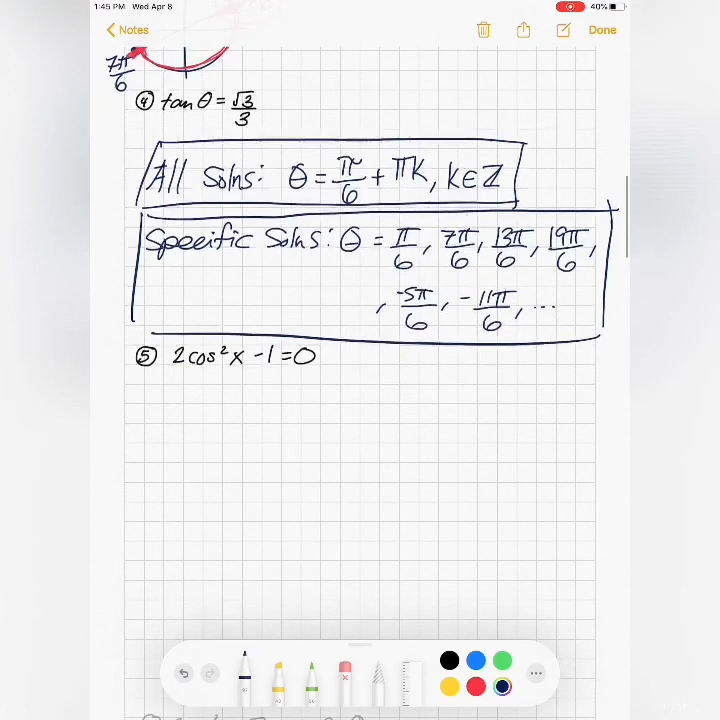 1:45 PM Wed Apr 8
40%
Notes
Done
7π/6
④ tan θ = √3/3
All Solns: θ = π/6 + πk, k∈Z
Specific Solns: θ = π/6, 7π/6, 13π/6, 19π/6,
, -5π/6, -11π/6, ...
⑤ 2cos²x -1=0